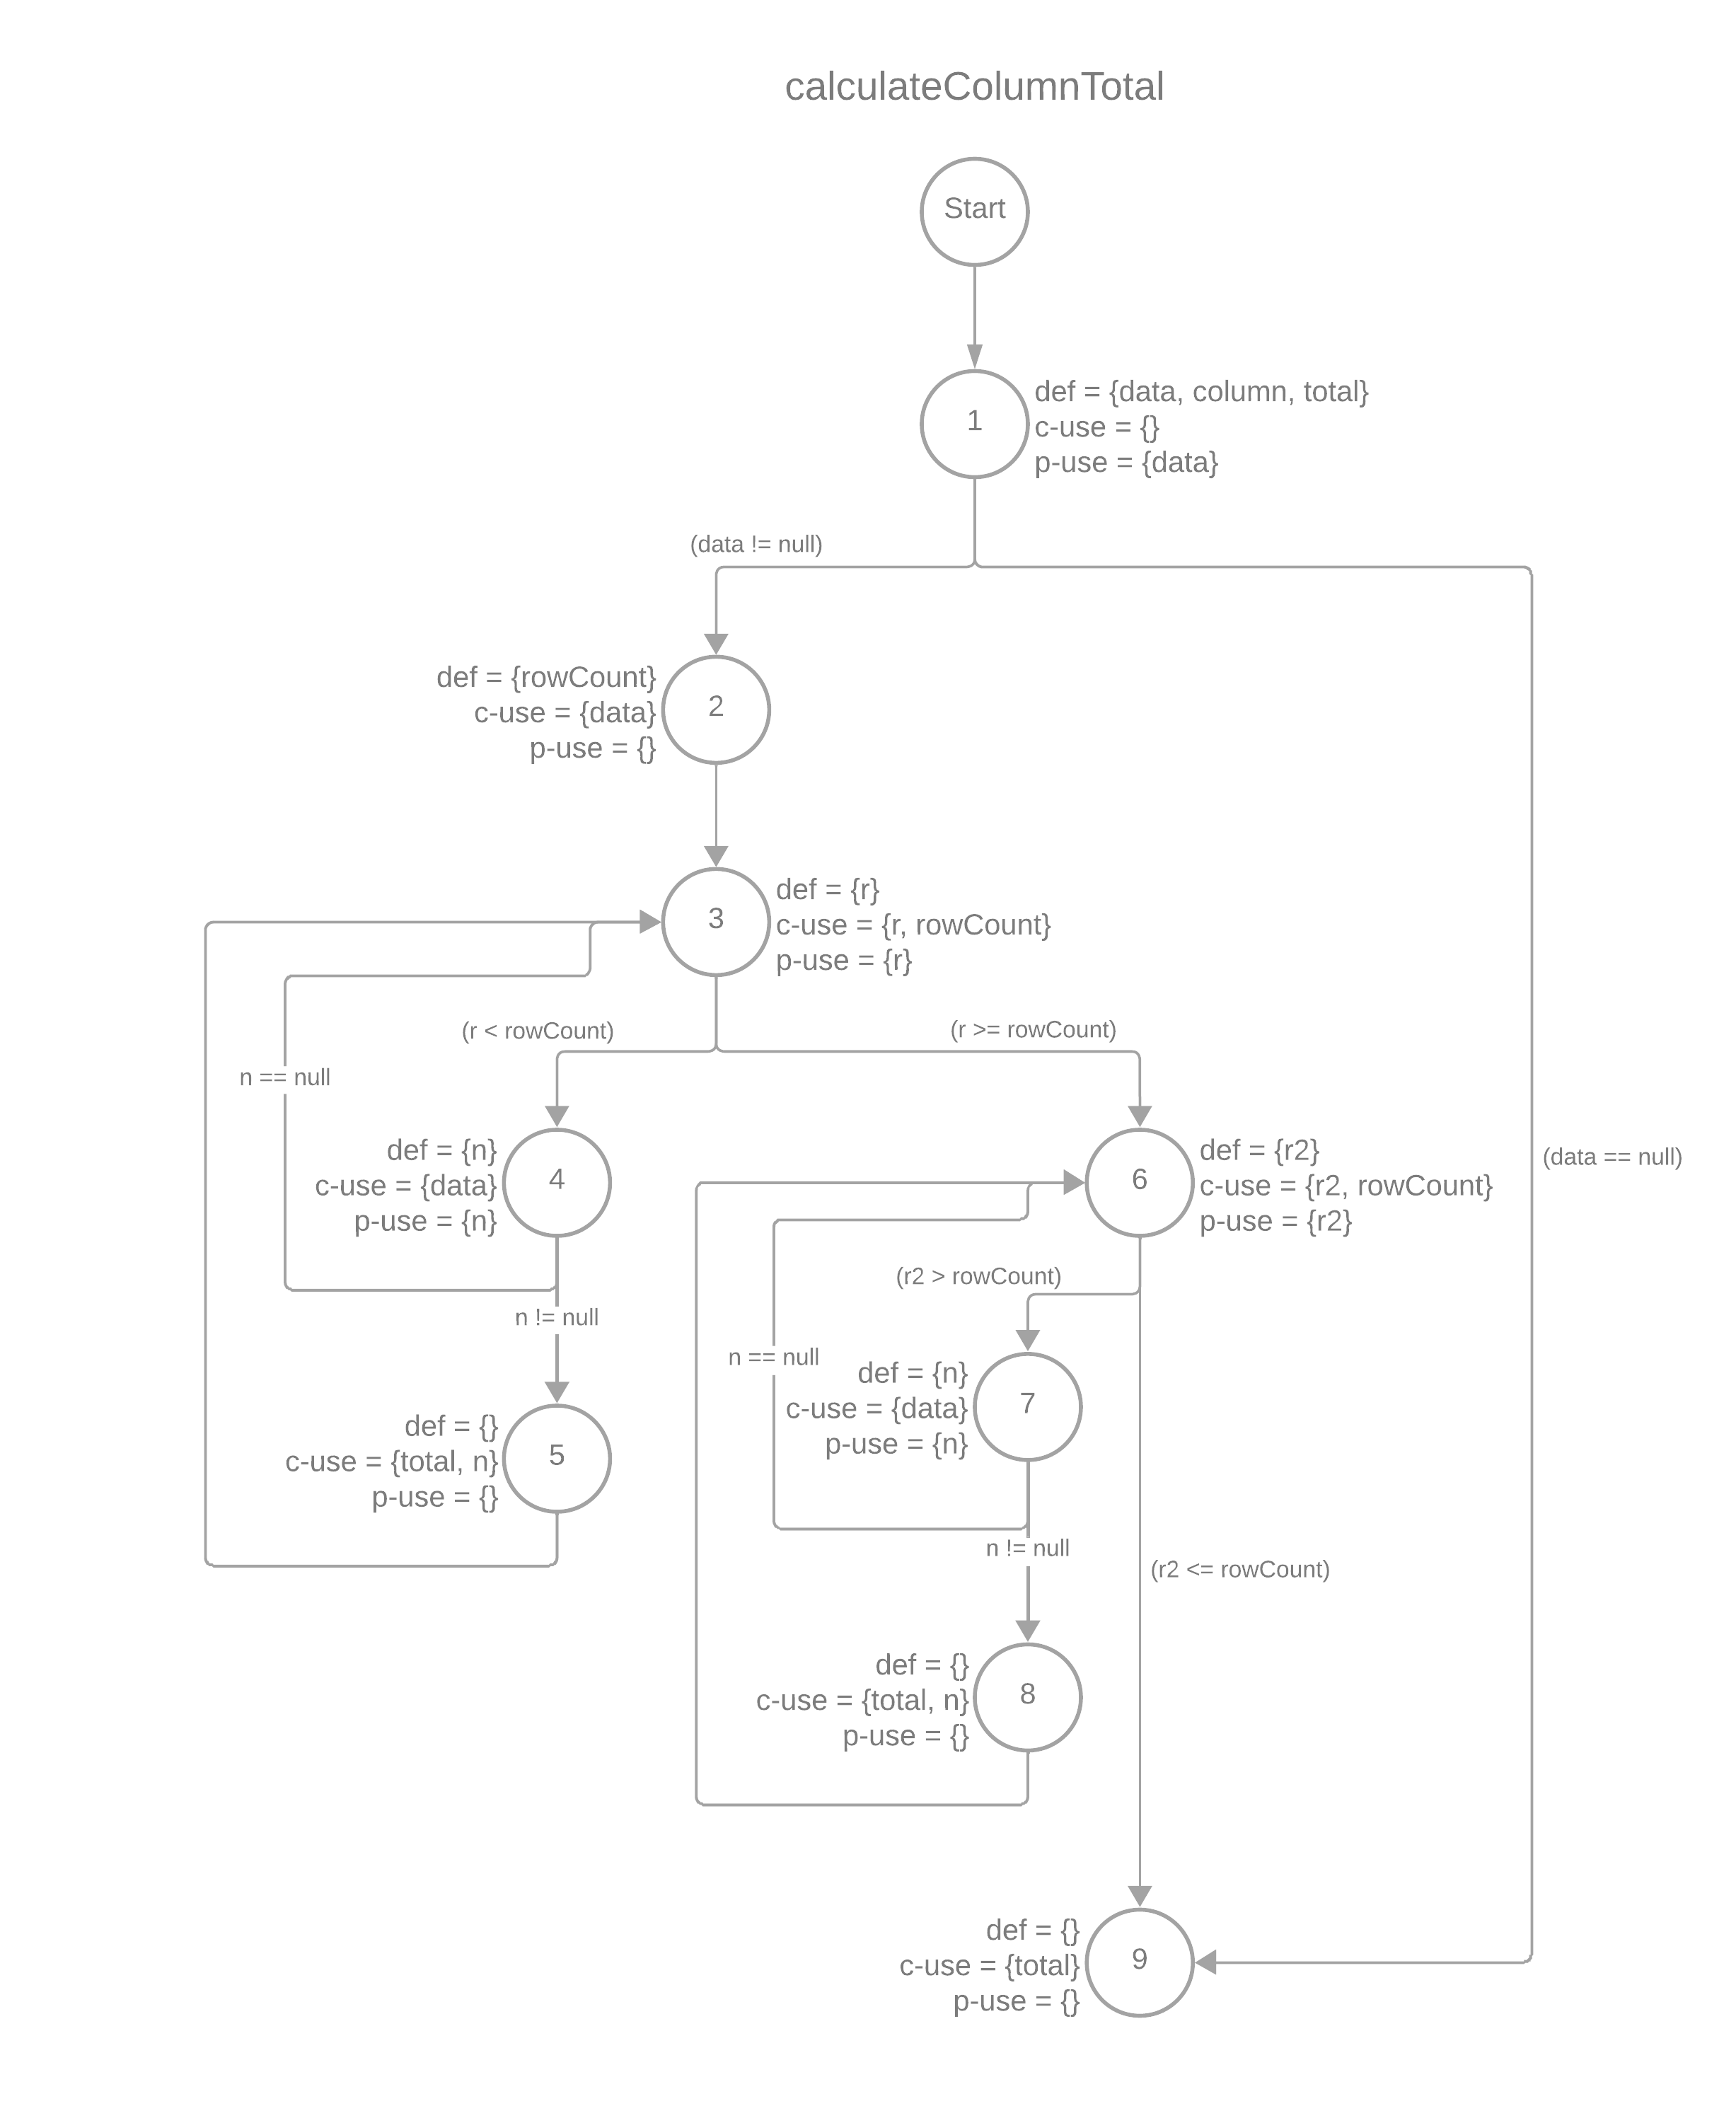 calculateColumnTotal
Start
1
def = {data, column, total}
c-use = {}
p-use = {data}
(data != null)
def = {rowCount}
c-use = {data}
p-use = {}
2
3
def = {r}
c-use = {r, rowCount}
p-use = {r}
(r < rowCount)
(r >= rowCount)
n == null
def = {n}
c-use = {data}
p-use = {n}
4
6
def = {r2}
c-use = {r2, rowCount}
p-use = {r2}
(data == null)
n != null
(r2 > rowCount)
n == null
def = {n}
c-use = {data}
p-use = {n}
7
def = {}
c-use = {total, n}
p-use = {}
5
n != null
(r2 <= rowCount)
def = {}
c-use = {total, n}
p-use = {}
8
def = {}
c-use = {total}
p-use = {}
9